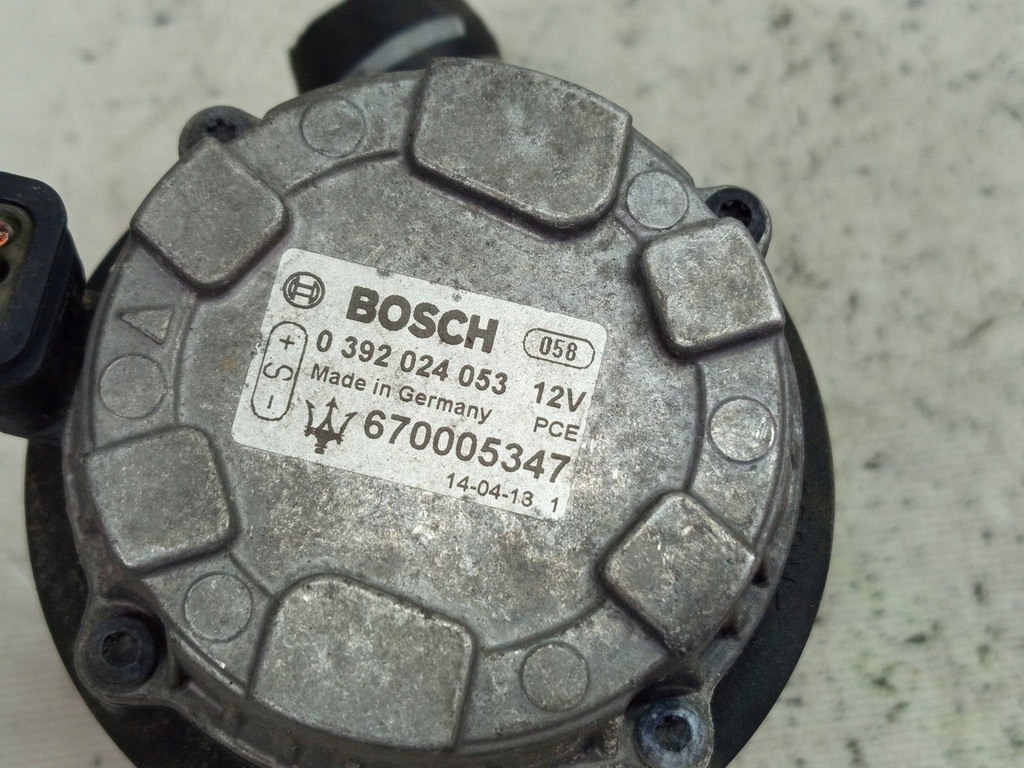 BOSCH 058
0 392 024 053 12V
Made in Germany PCE
+ S -
670005347
14-04-13 1